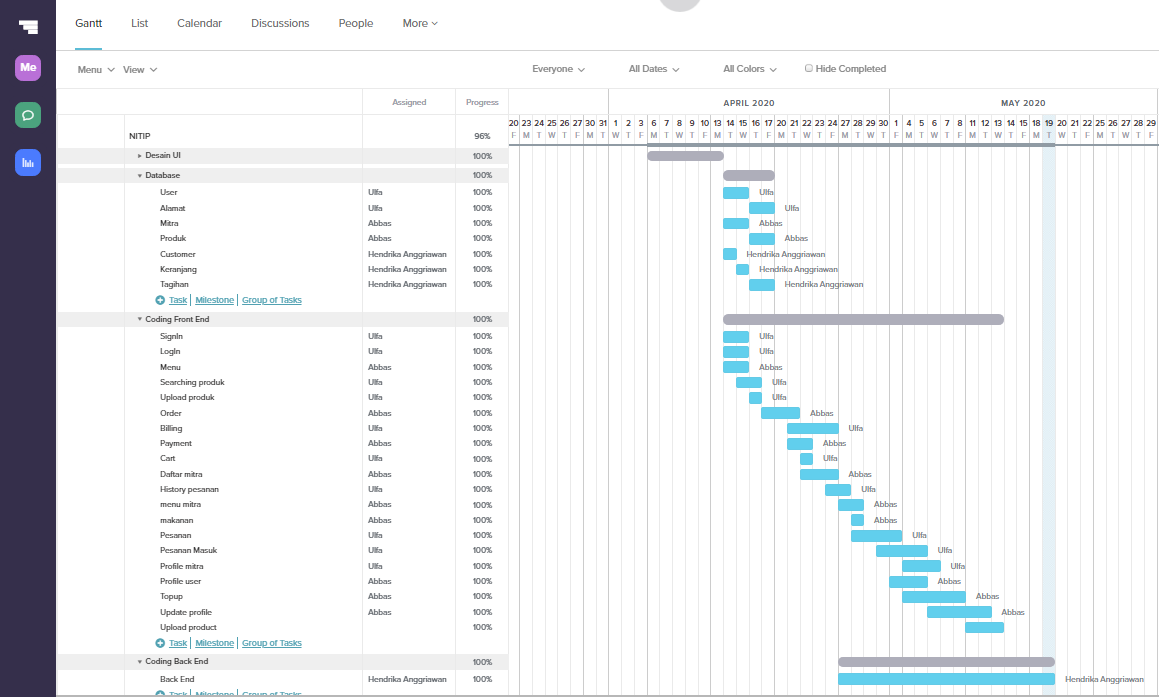 Gantt List Calendar Discussions People More
Me
Menu View Everyone All Dates All Colors Hide Completed
Assigned Progress APRIL 2020 MAY 2020
20 23 24 25 26 27 30 31 1 2 3 6 7 8 9 10 13 14 15 16 17 20 21 22 23 24 27 28 29 30 1 4 5 6 7 8 11 12 13 14 15 18 19 20 21 22 25 26 27 28 29
NITIP 96% F M T W T F M T W T F M T W T F M T W T F M T W T F M T W T F M T W T F M T W T F M T W T F M T W T F
Desain UI 100%
Database 100%
User Ulfa 100% Ulfa
Alamat Ulfa 100% Ulfa
Mitra Abbas 100% Abbas
Produk Abbas 100% Abbas
Customer Hendrika Anggriawan 100% Hendrika Anggriawan
Keranjang Hendrika Anggriawan 100% Hendrika Anggriawan
Tagihan Hendrika Anggriawan 100% Hendrika Anggriawan
Task | Milestone | Group of Tasks
Coding Front End 100%
SignIn Ulfa 100% Ulfa
LogIn Ulfa 100% Ulfa
Menu Abbas 100% Abbas
Searching produk Ulfa 100% Ulfa
Upload produk Ulfa 100% Ulfa
Order Abbas 100% Abbas
Billing Ulfa 100% Ulfa
Payment Abbas 100% Abbas
Cart Ulfa 100% Ulfa
Daftar mitra Abbas 100% Abbas
History pesanan Ulfa 100% Ulfa
menu mitra Abbas 100% Abbas
makanan Abbas 100% Abbas
Pesanan Ulfa 100% Ulfa
Pesanan Masuk Ulfa 100% Ulfa
Profile mitra Ulfa 100% Ulfa
Profile user Abbas 100% Abbas
Topup Abbas 100% Abbas
Update profile Abbas 100% Abbas
Upload product 100%
Task | Milestone | Group of Tasks
Coding Back End 100%
Back End Hendrika Anggriawan 100% Hendrika Anggriawan
Task | Milestone | Group of Tasks